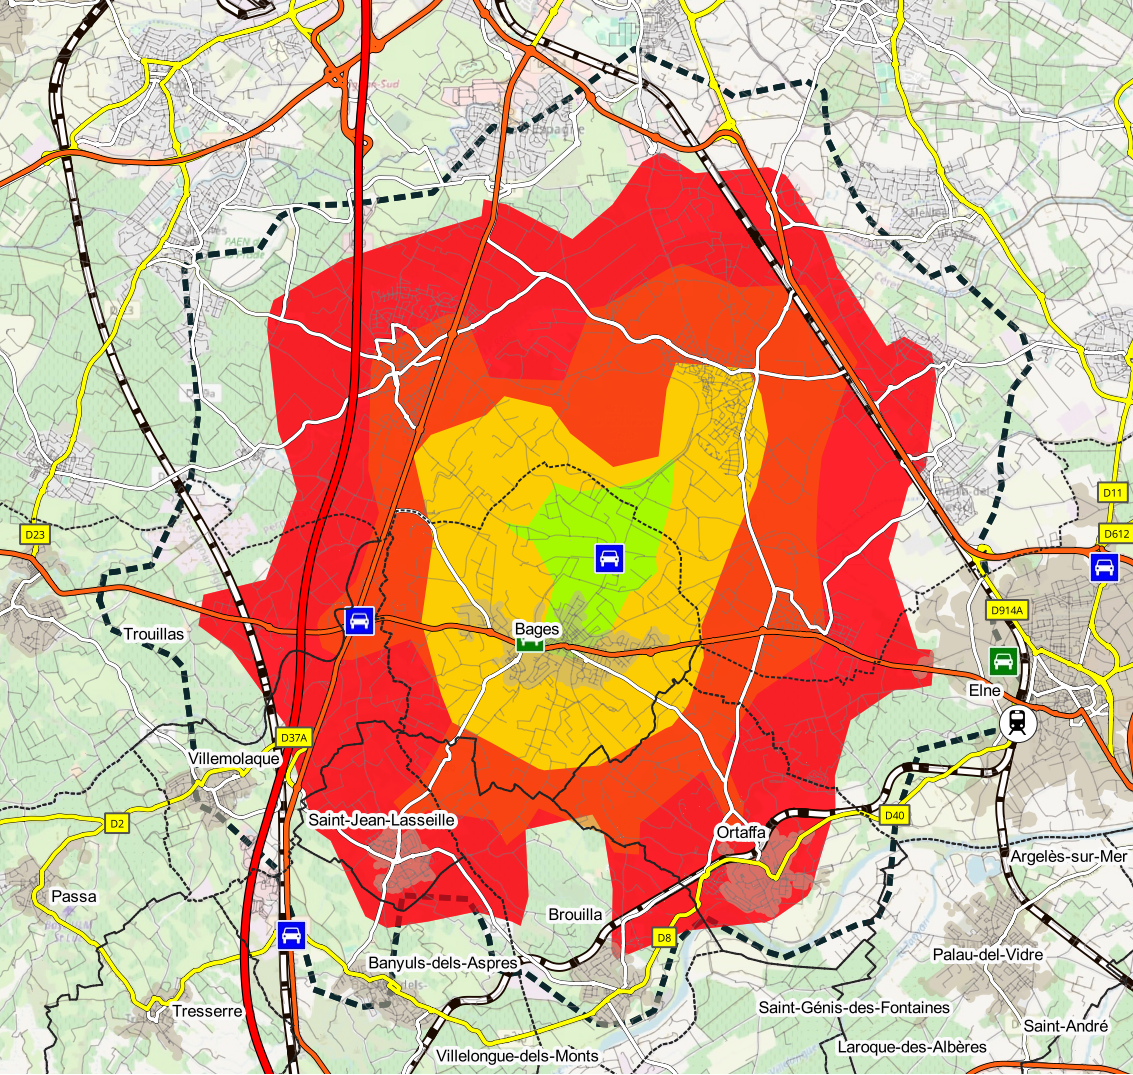 D23
D11
D612
D914A
Trouillas
Bages
Elne
D37A
Villemolaque
D2
Saint-Jean-Lasseille
D40
Ortaffa
Argelès-sur-Mer
Passa
Brouilla
D8
Banyuls-dels-Aspres
Palau-del-Vidre
Tresserre
Saint-Génis-des-Fontaines
Saint-André
Villelongue-dels-Monts
Laroque-des-Albères